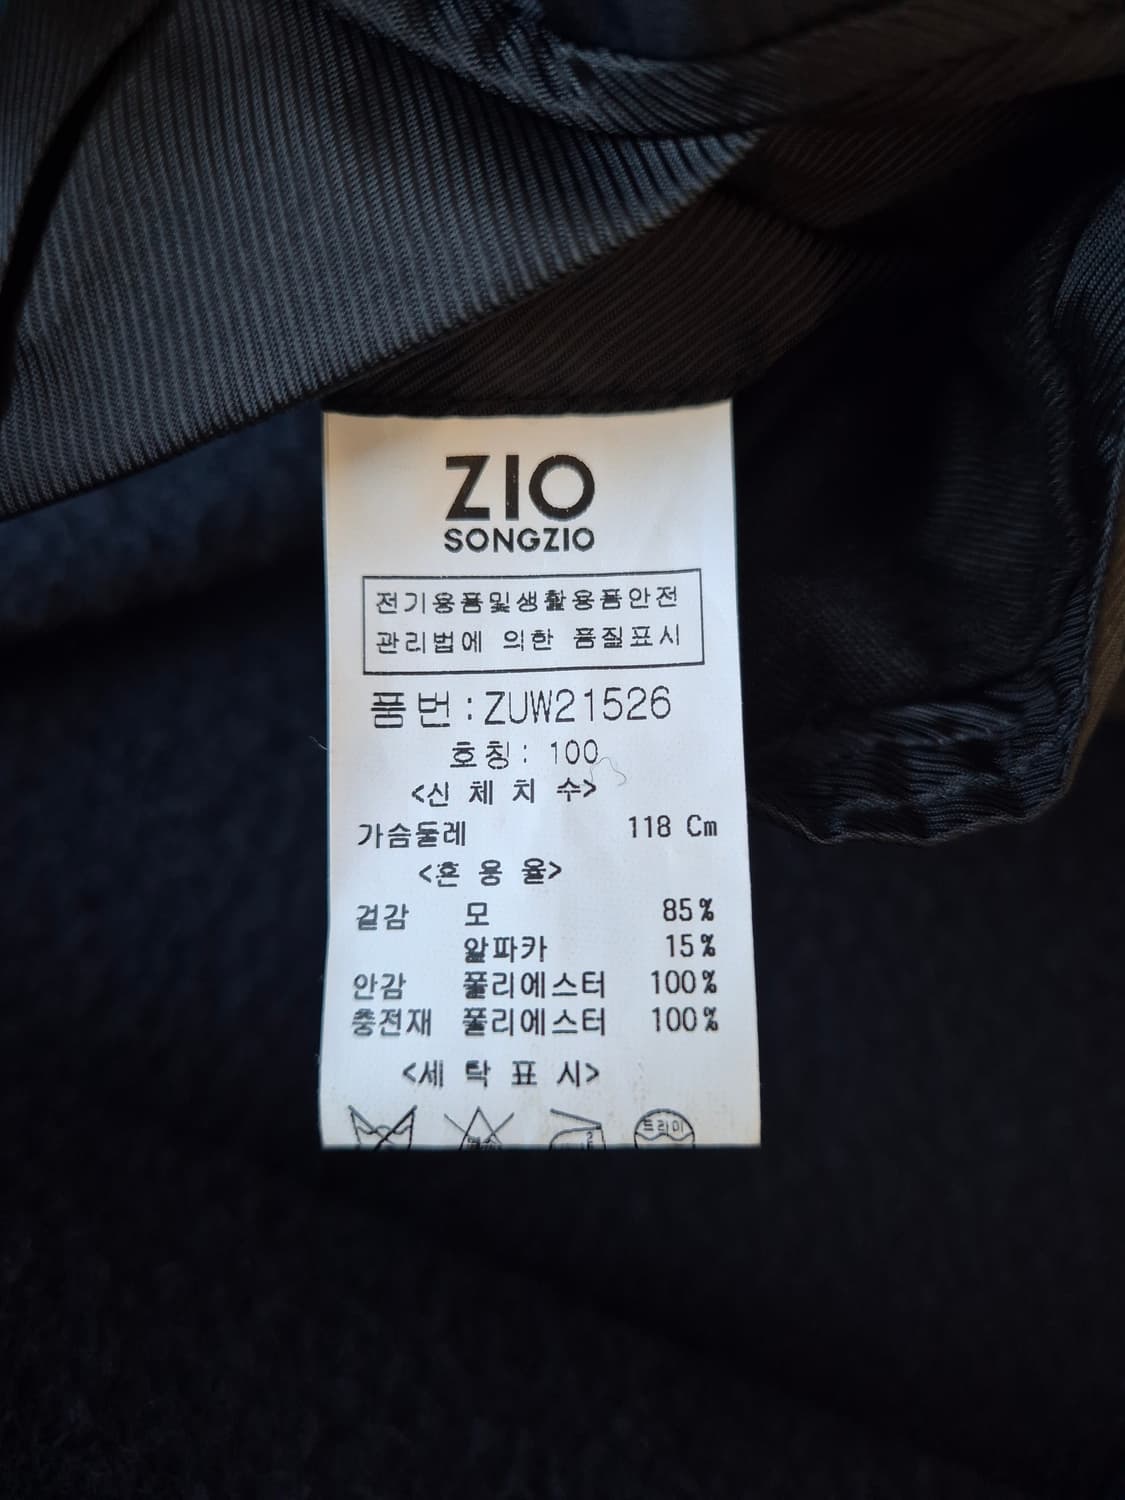 ZIO
SONGZIO
전기용품및생활용품안전
관리법에 의한 품질표시
품번:ZUW21526
호칭: 100
<신 체 치 수>
가슴둘레 118 Cm
<혼 용 율>
겉감 모 85%
알파카 15%
안감 폴리에스터 100%
충전재 폴리에스터 100%
<세 탁 표 시>
드라이